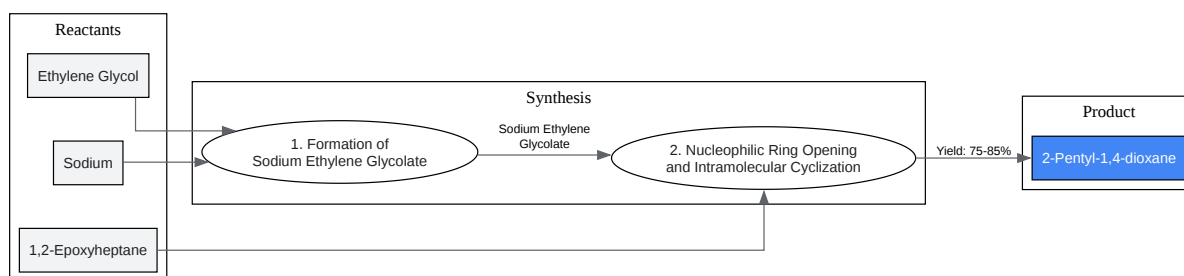 Reactants
Ethylene Glycol
Sodium
1,2-Epoxyheptane
Synthesis
1. Formation of
Sodium Ethylene Glycolate
Sodium Ethylene
Glycolate
2. Nucleophilic Ring Opening
and Intramolecular Cyclization
Yield: 75-85%
Product
2-Pentyl-1,4-dioxane